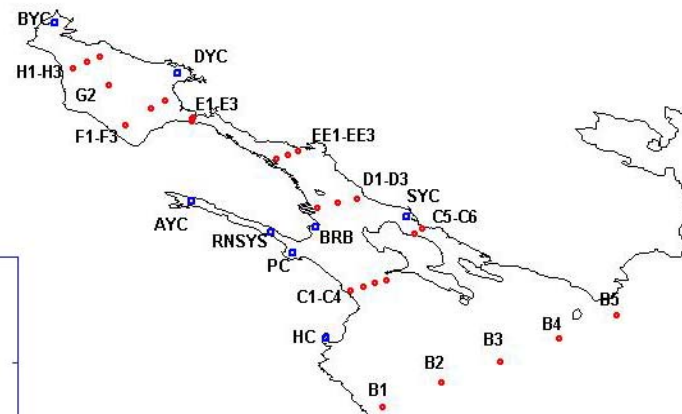 BYC
DYC
H1-H3
G2
E1-E3
F1-F3
EE1-EE3
D1-D3
SYC
C5-C6
AYC
RNSYS
BRB
PC
C1-C4
B5
B4
HC
B3
B2
B1